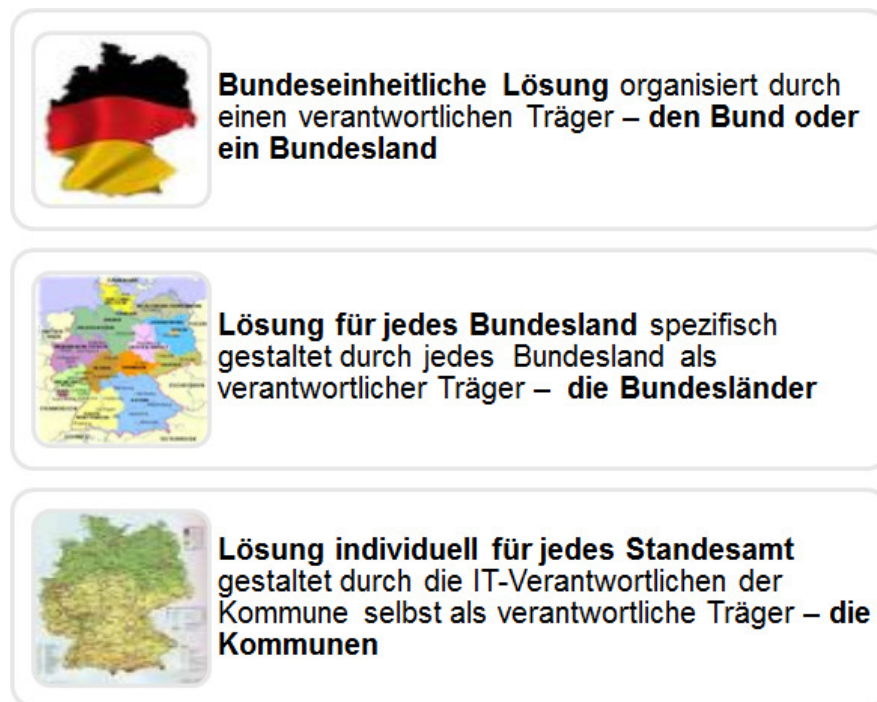 Bundeseinheitliche Lösung organisiert durch
einen verantwortlichen Träger – den Bund oder
ein Bundesland
Lösung für jedes Bundesland spezifisch
gestaltet durch jedes Bundesland als
verantwortlicher Träger – die Bundesländer
Lösung individuell für jedes Standesamt
gestaltet durch die IT-Verantwortlichen der
Kommune selbst als verantwortliche Träger – die
Kommunen